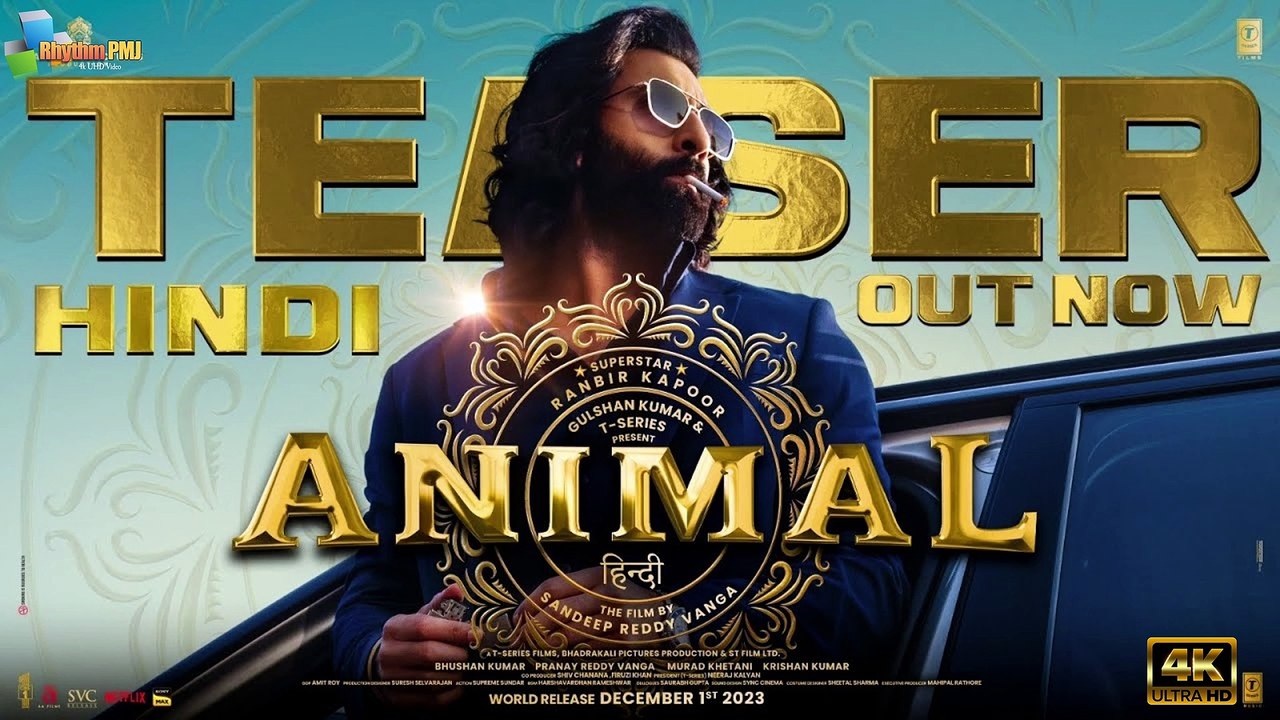 Rhythm PMJ
4k UHD Video
T
FILMS
TEASER
HINDI
OUT NOW
SUPERSTAR
RANBIR KAPOOR
GULSHAN KUMAR &
T-SERIES
PRESENT
ANIMAL
हिन्दी
THE FILM BY
SANDEEP REDDY VANGA
T-SERIES FILMS, BHADRAKALI PICTURES PRODUCTION & ST FILM LTD.
BHUSHAN KUMAR PRANAY REDDY VANGA MURAD KHETANI KRISHAN KUMAR
CO PRODUCER SHIV CHANANA ,FIRUZI KHAN PRESIDENT (T-SERIES) NEERAJ KALYAN
DOP AMIT ROY PRODUCTION DESIGNER SURESH SELVARAJAN ACTION SUPREME SUNDAR BGM HARSHAVARDHAN RAMESHWAR DIALOGUES SAURABH GUPTA SOUND DESIGN SYNC CINEMA COSTUME DESIGNER SHEETAL SHARMA EXECUTIVE PRODUCER MAHIPAL RATHORE
WORLD RELEASE DECEMBER 1ST 2023
AA FILMS
SVC
RELEASE
NETFLIX
SONY
MAX
4K
ULTRA HD
T
MUSIC